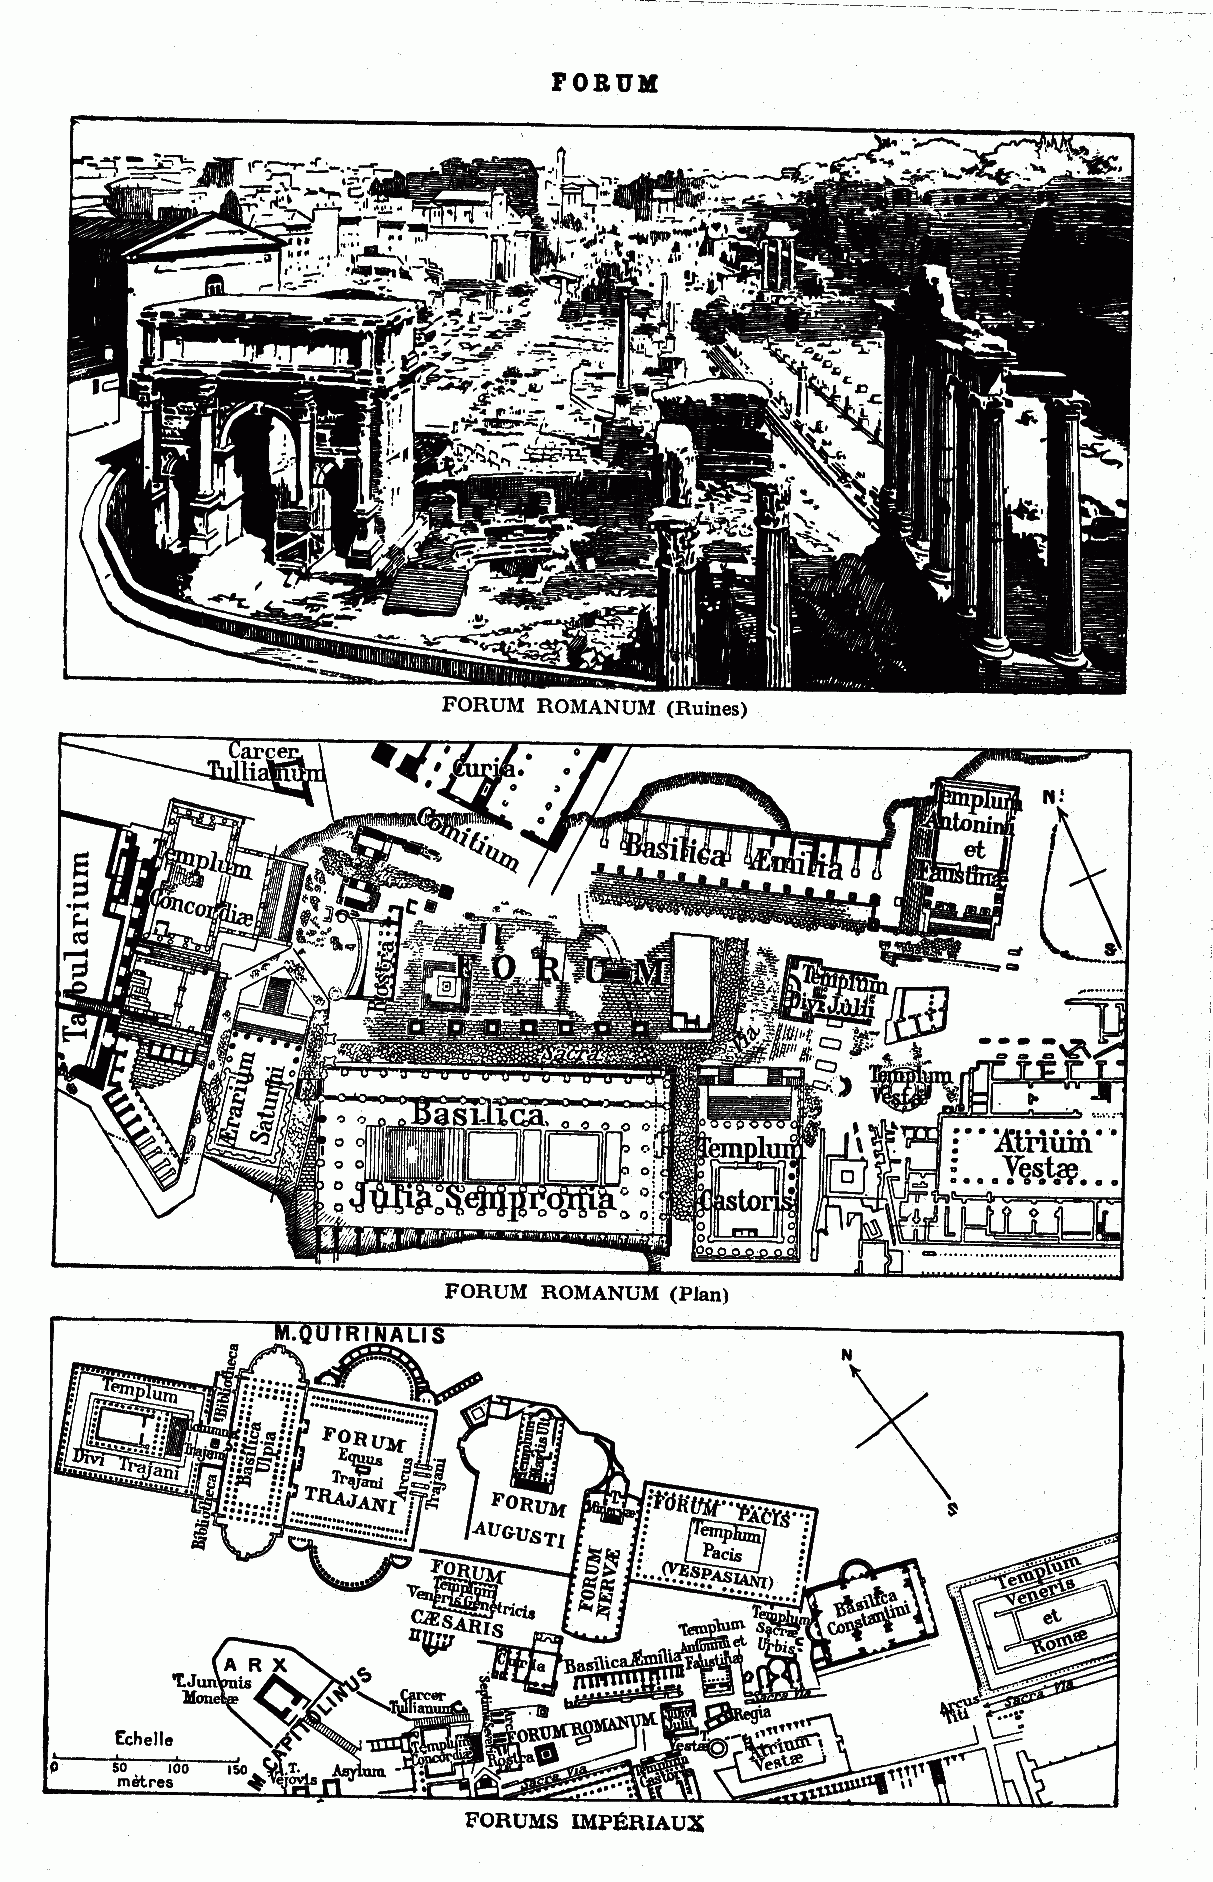 FORUM
FORUM ROMANUM (Ruines)
Carcer
Tullianum
Curia
Comitium
Tabularium
Templum
Concordiæ
Rostra
FORUM
Basilica Æmilia
Templum
Antonini
et
Faustinæ
N
S
Templum
Divi Julii
Via
Sacra
Ærarium
Saturni
Basilica
Julia Sempronia
Templum
Castoris
Templum
Vestæ
Atrium
Vestæ
FORUM ROMANUM (Plan)
M. QUIRINALIS
Templum
Divi Trajani
Bibliotheca
Columna
Trajani
Bibliotheca
Basilica
Ulpia
FORUM
Equus
Trajani
TRAJANI
Arcus
Trajani
Templum
Martis Ult.
FORUM
AUGUSTI
T.
Minervæ
FORUM
NERVÆ
FORUM PACIS
Templum
Pacis
(VESPASIANI)
N
S
FORUM
Templum
Veneris Genetricis
CÆSARIS
Curia
Basilica Æmilia
Templum
Antonini et
Faustinæ
Templum
Sacræ
Urbis
Basilica
Constantini
Templum
Veneris
et
Romæ
Arcus
Titi
Sacra Via
Sacra Via
Regia
ARX
T. Junonis
Monetæ
M. CAPITOLINUS
Carcer
Tullianum
Templum
Concordiæ
Rostra
FORUM ROMANUM
Sacra Via
Divi
Julii
T.
Vestæ
Templum
Castoris
Atrium
Vestæ
T.
Vejovis
Asylum
Echelle
0 50 100 150
mètres
FORUMS IMPÉRIAUX